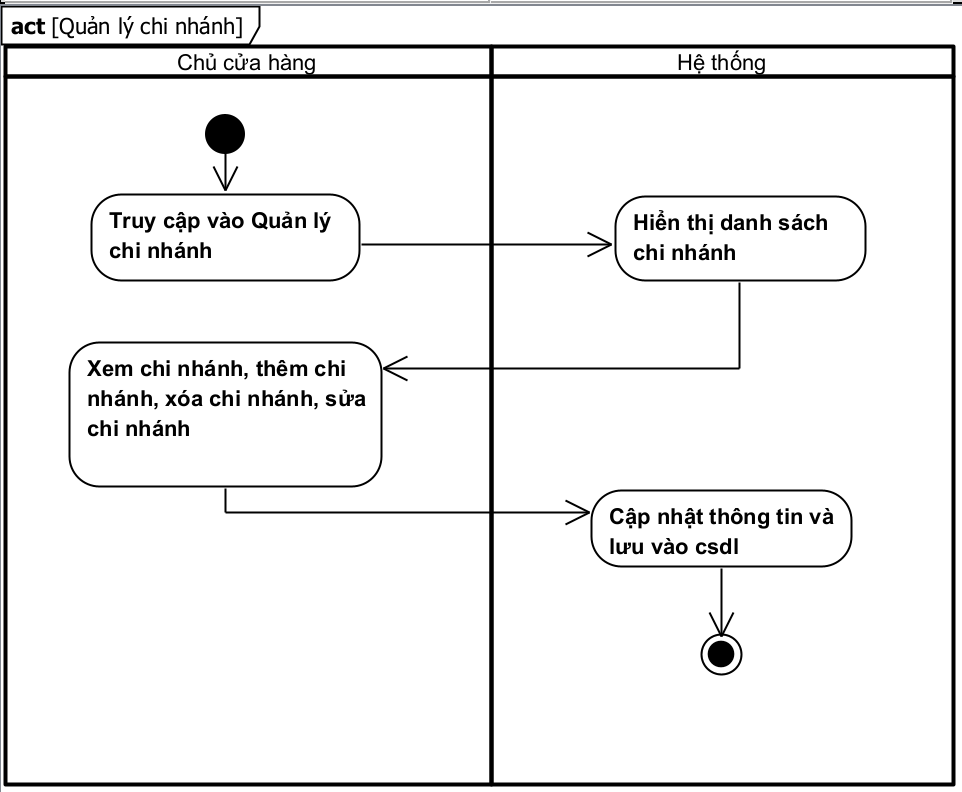 act [Quản lý chi nhánh]
Chủ cửa hàng
Hệ thống
Truy cập vào Quản lý
chi nhánh
Hiển thị danh sách
chi nhánh
Xem chi nhánh, thêm chi
nhánh, xóa chi nhánh, sửa
chi nhánh
Cập nhật thông tin và
lưu vào csdl